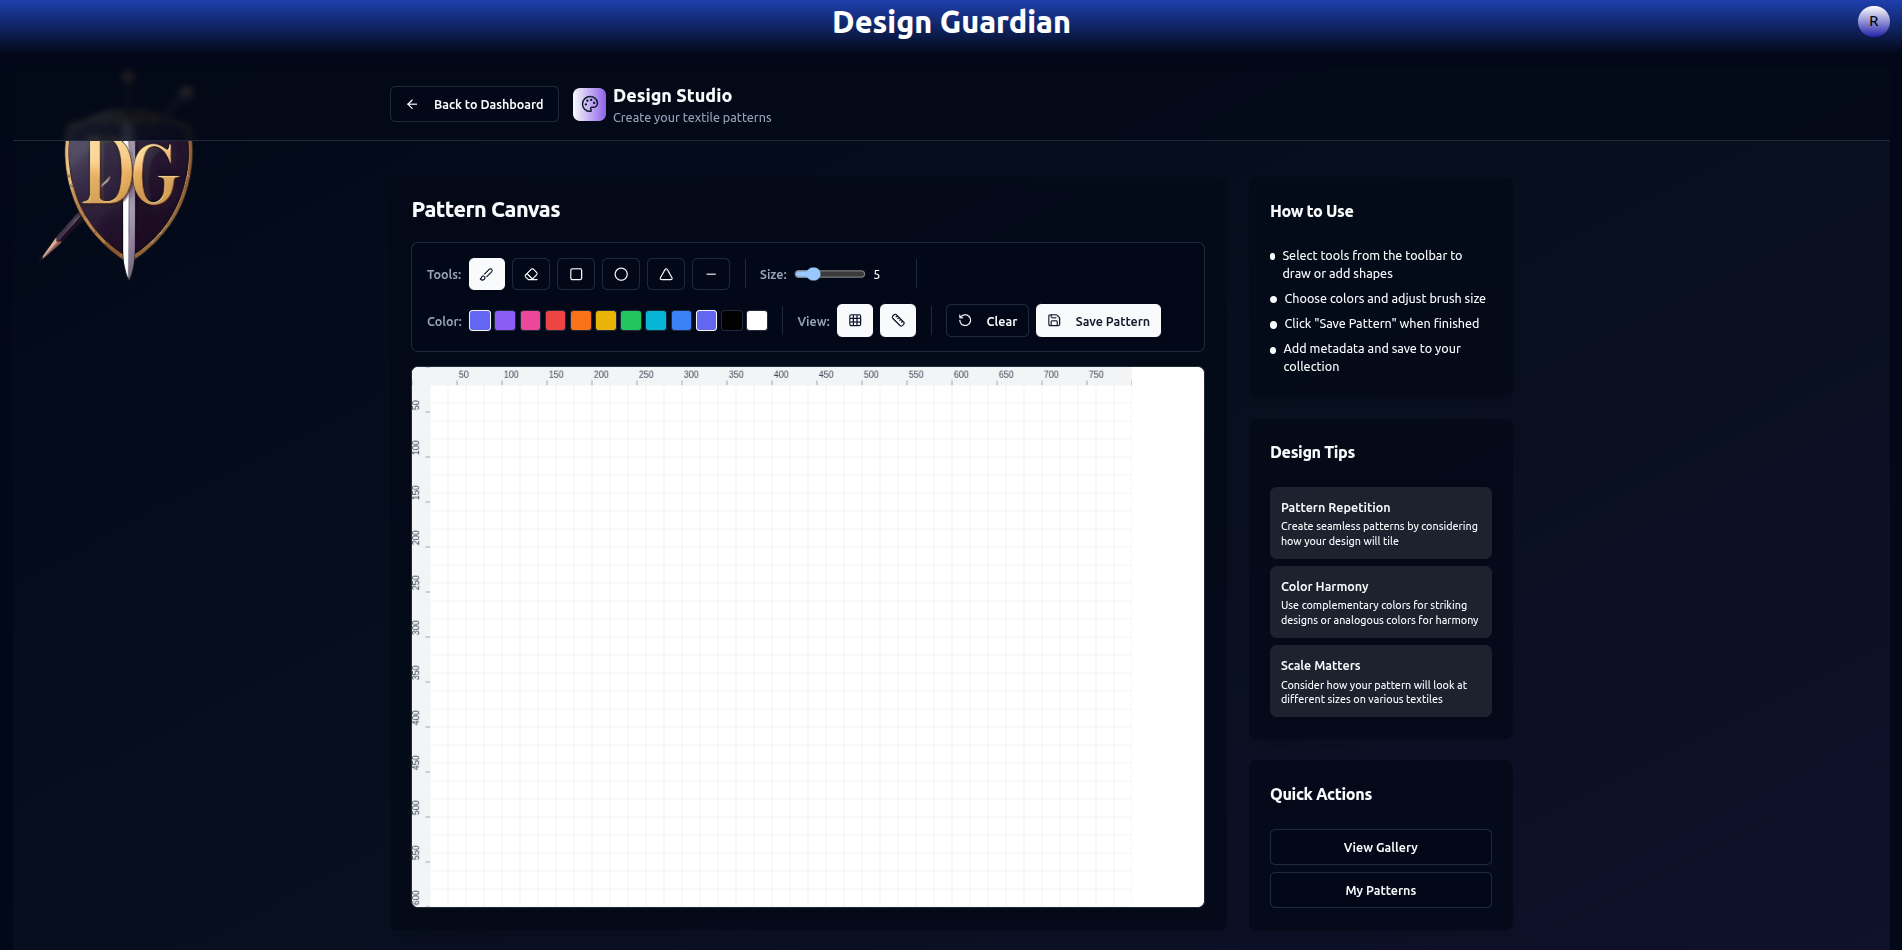 Design Guardian
R
Back to Dashboard
Design Studio
Create your textile patterns
DG
Pattern Canvas
Tools:
Size:
5
Color:
View:
Clear
Save Pattern
50 100 150 200 250 300 350 400 450 500 550 600 650 700 750
50
100
150
200
250
300
350
400
450
500
550
600
How to Use
Select tools from the toolbar to
draw or add shapes
Choose colors and adjust brush size
Click "Save Pattern" when finished
Add metadata and save to your
collection
Design Tips
Pattern Repetition
Create seamless patterns by considering
how your design will tile
Color Harmony
Use complementary colors for striking
designs or analogous colors for harmony
Scale Matters
Consider how your pattern will look at
different sizes on various textiles
Quick Actions
View Gallery
My Patterns